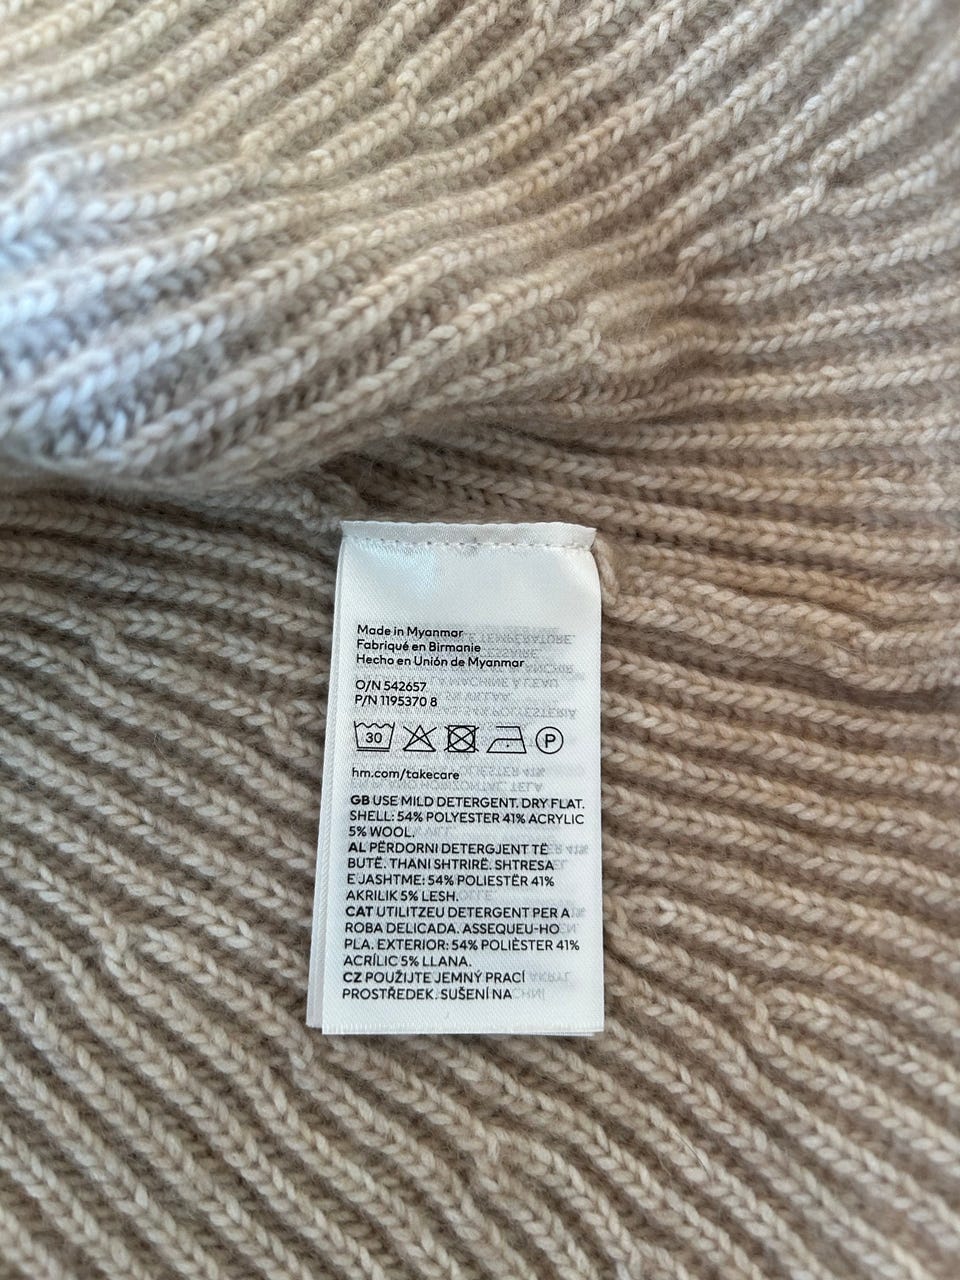 Made in Myanmar
Fabriqué en Birmanie
Hecho en Unión de Myanmar
O/N 542657
P/N 1195370 8
30 P
hm.com/takecare
GB USE MILD DETERGENT. DRY FLAT.
SHELL: 54% POLYESTER 41% ACRYLIC
5% WOOL.
AL PËRDORNI DETERGJENT TË
BUTË. THANI SHTRIRË. SHTRESA
E JASHTME: 54% POLIESTËR 41%
AKRILIK 5% LESH.
CAT UTILITZEU DETERGENT PER A
ROBA DELICADA. ASSEQUEU-HO
PLA. EXTERIOR: 54% POLIÈSTER 41%
ACRÍLIC 5% LLANA.
CZ POUŽIJTE JEMNÝ PRACÍ
PROSTŘEDEK. SUŠENÍ NA